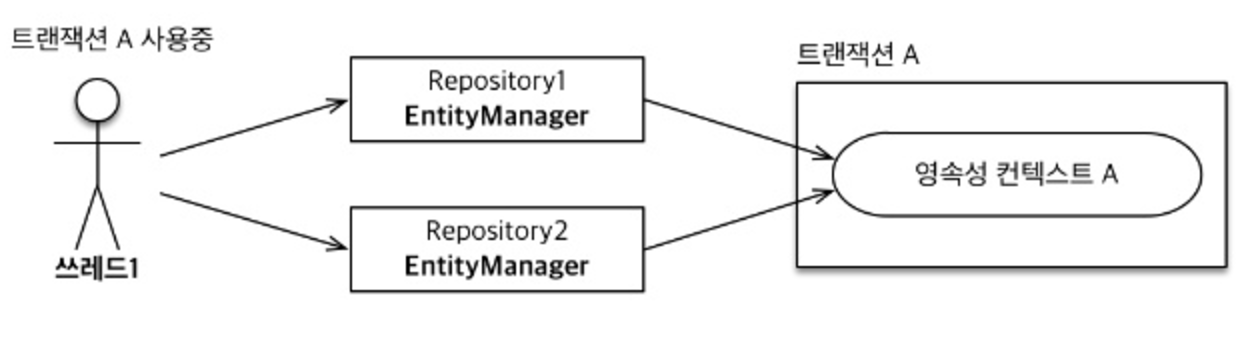 트랜잭션 A 사용중
쓰레드1
Repository1
EntityManager
Repository2
EntityManager
트랜잭션 A
영속성 컨텍스트 A